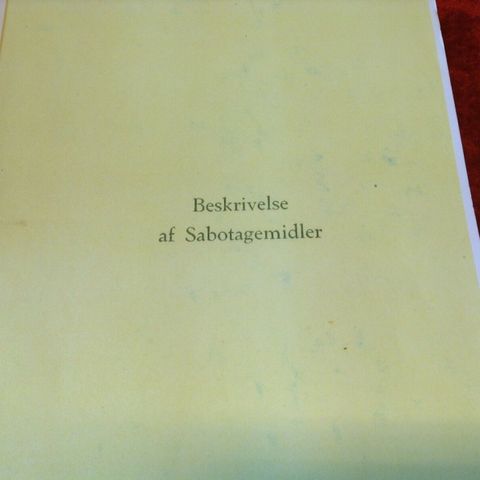 Beskrivelse
af Sabotagemidler